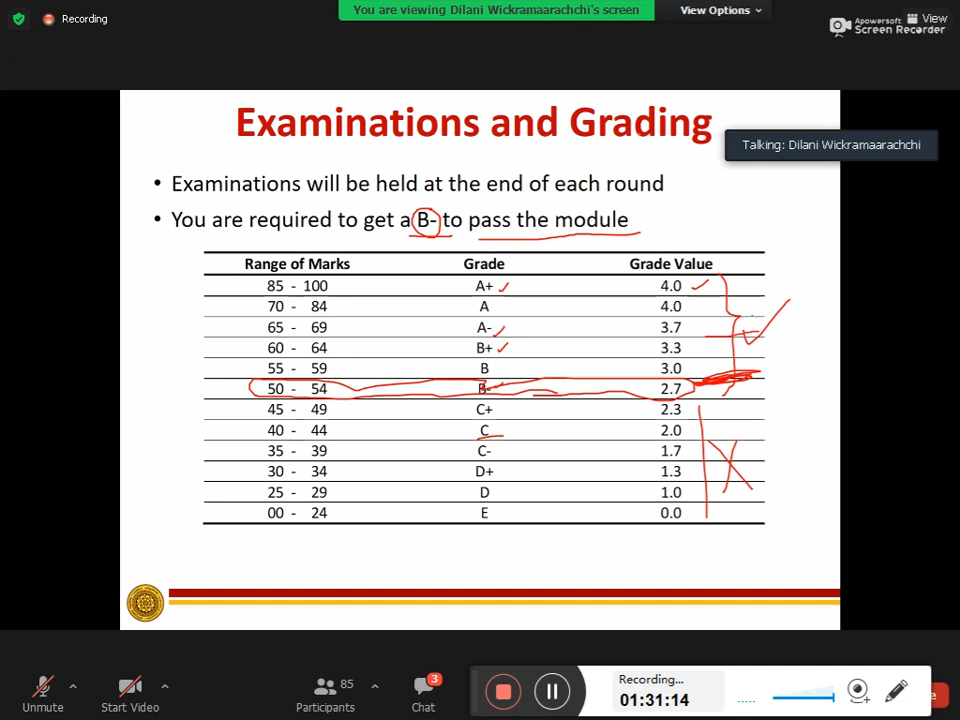 You are viewing Dilani Wickramaarachchi's screen
View Options
Recording
Apowersoft
Screen Recorder
View
Talking: Dilani Wickramaarachchi
Examinations and Grading
• Examinations will be held at the end of each round
• You are required to get a B- to pass the module
Range of Marks Grade Grade Value
85 - 100 A+ 4.0
70 - 84 A 4.0
65 - 69 A- 3.7
60 - 64 B+ 3.3
55 - 59 B 3.0
50 - 54 B- 2.7
45 - 49 C+ 2.3
40 - 44 C 2.0
35 - 39 C- 1.7
30 - 34 D+ 1.3
25 - 29 D 1.0
00 - 24 E 0.0
Unmute
Start Video
85
Participants
3
Chat
Recording...
01:31:14